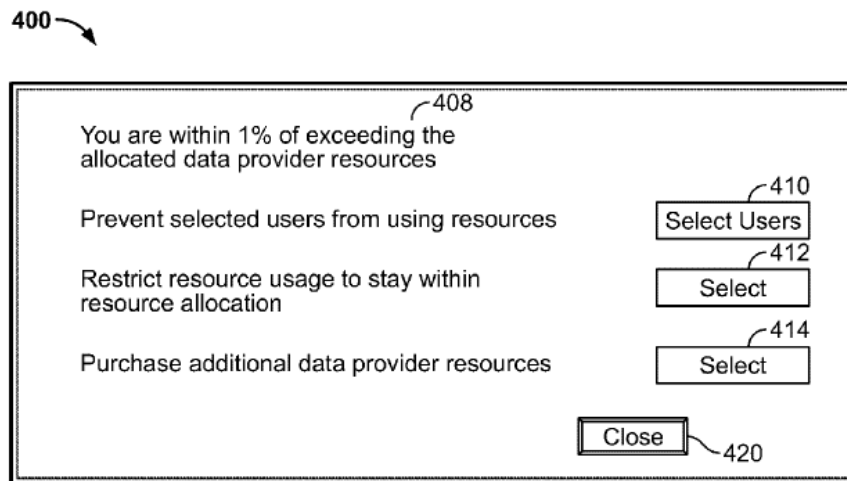 400
408
You are within 1% of exceeding the
allocated data provider resources
410
Prevent selected users from using resources
Select Users
412
Restrict resource usage to stay within
resource allocation
Select
414
Purchase additional data provider resources
Select
Close
420